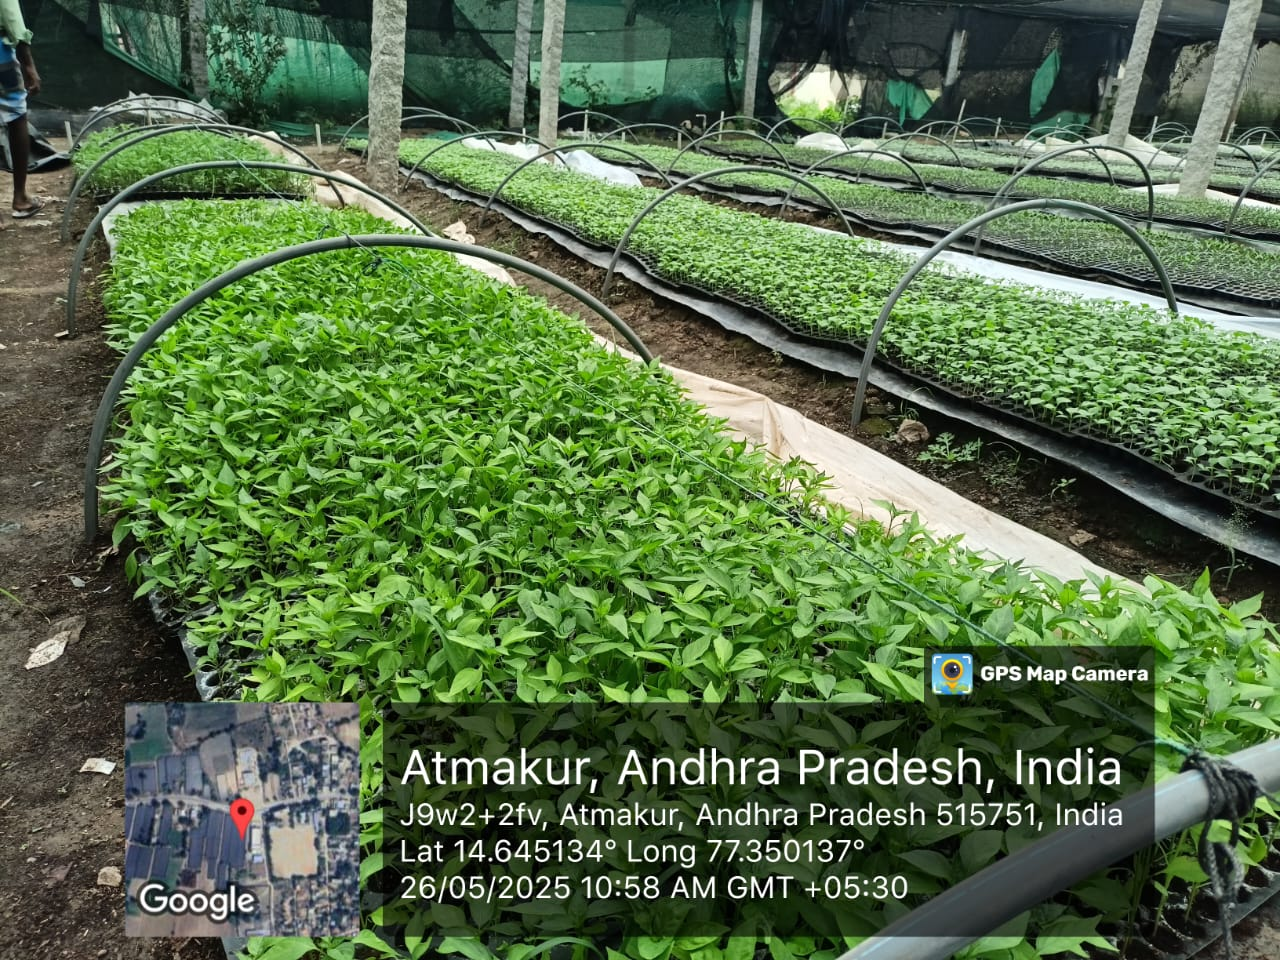 GPS Map Camera
Atmakur, Andhra Pradesh, India
J9w2+2fv, Atmakur, Andhra Pradesh 515751, India
Lat 14.645134° Long 77.350137°
26/05/2025 10:58 AM GMT +05:30
Google